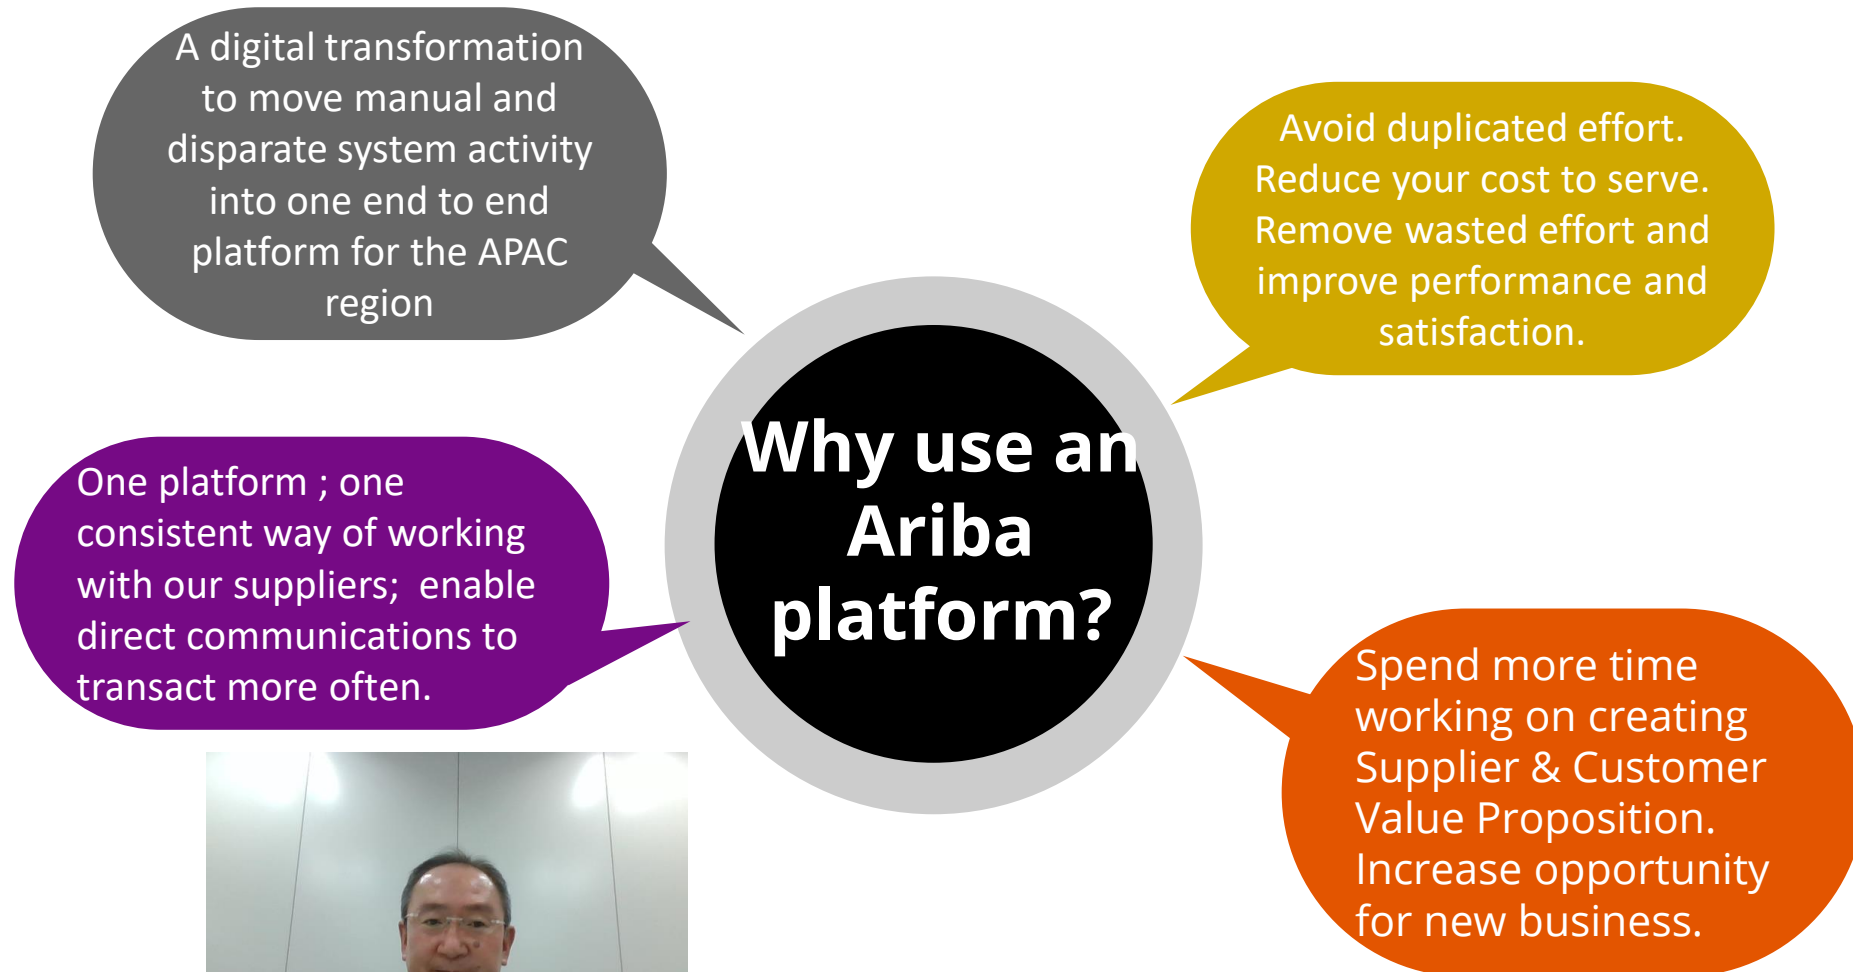 A digital transformation
to move manual and
disparate system activity
into one end to end
platform for the APAC
region
Avoid duplicated effort.
Reduce your cost to serve.
Remove wasted effort and
improve performance and
satisfaction.
Why use an
Ariba
platform?
One platform ; one
consistent way of working
with our suppliers;  enable
direct communications to
transact more often.
Spend more time
working on creating
Supplier & Customer
Value Proposition.
Increase opportunity
for new business.